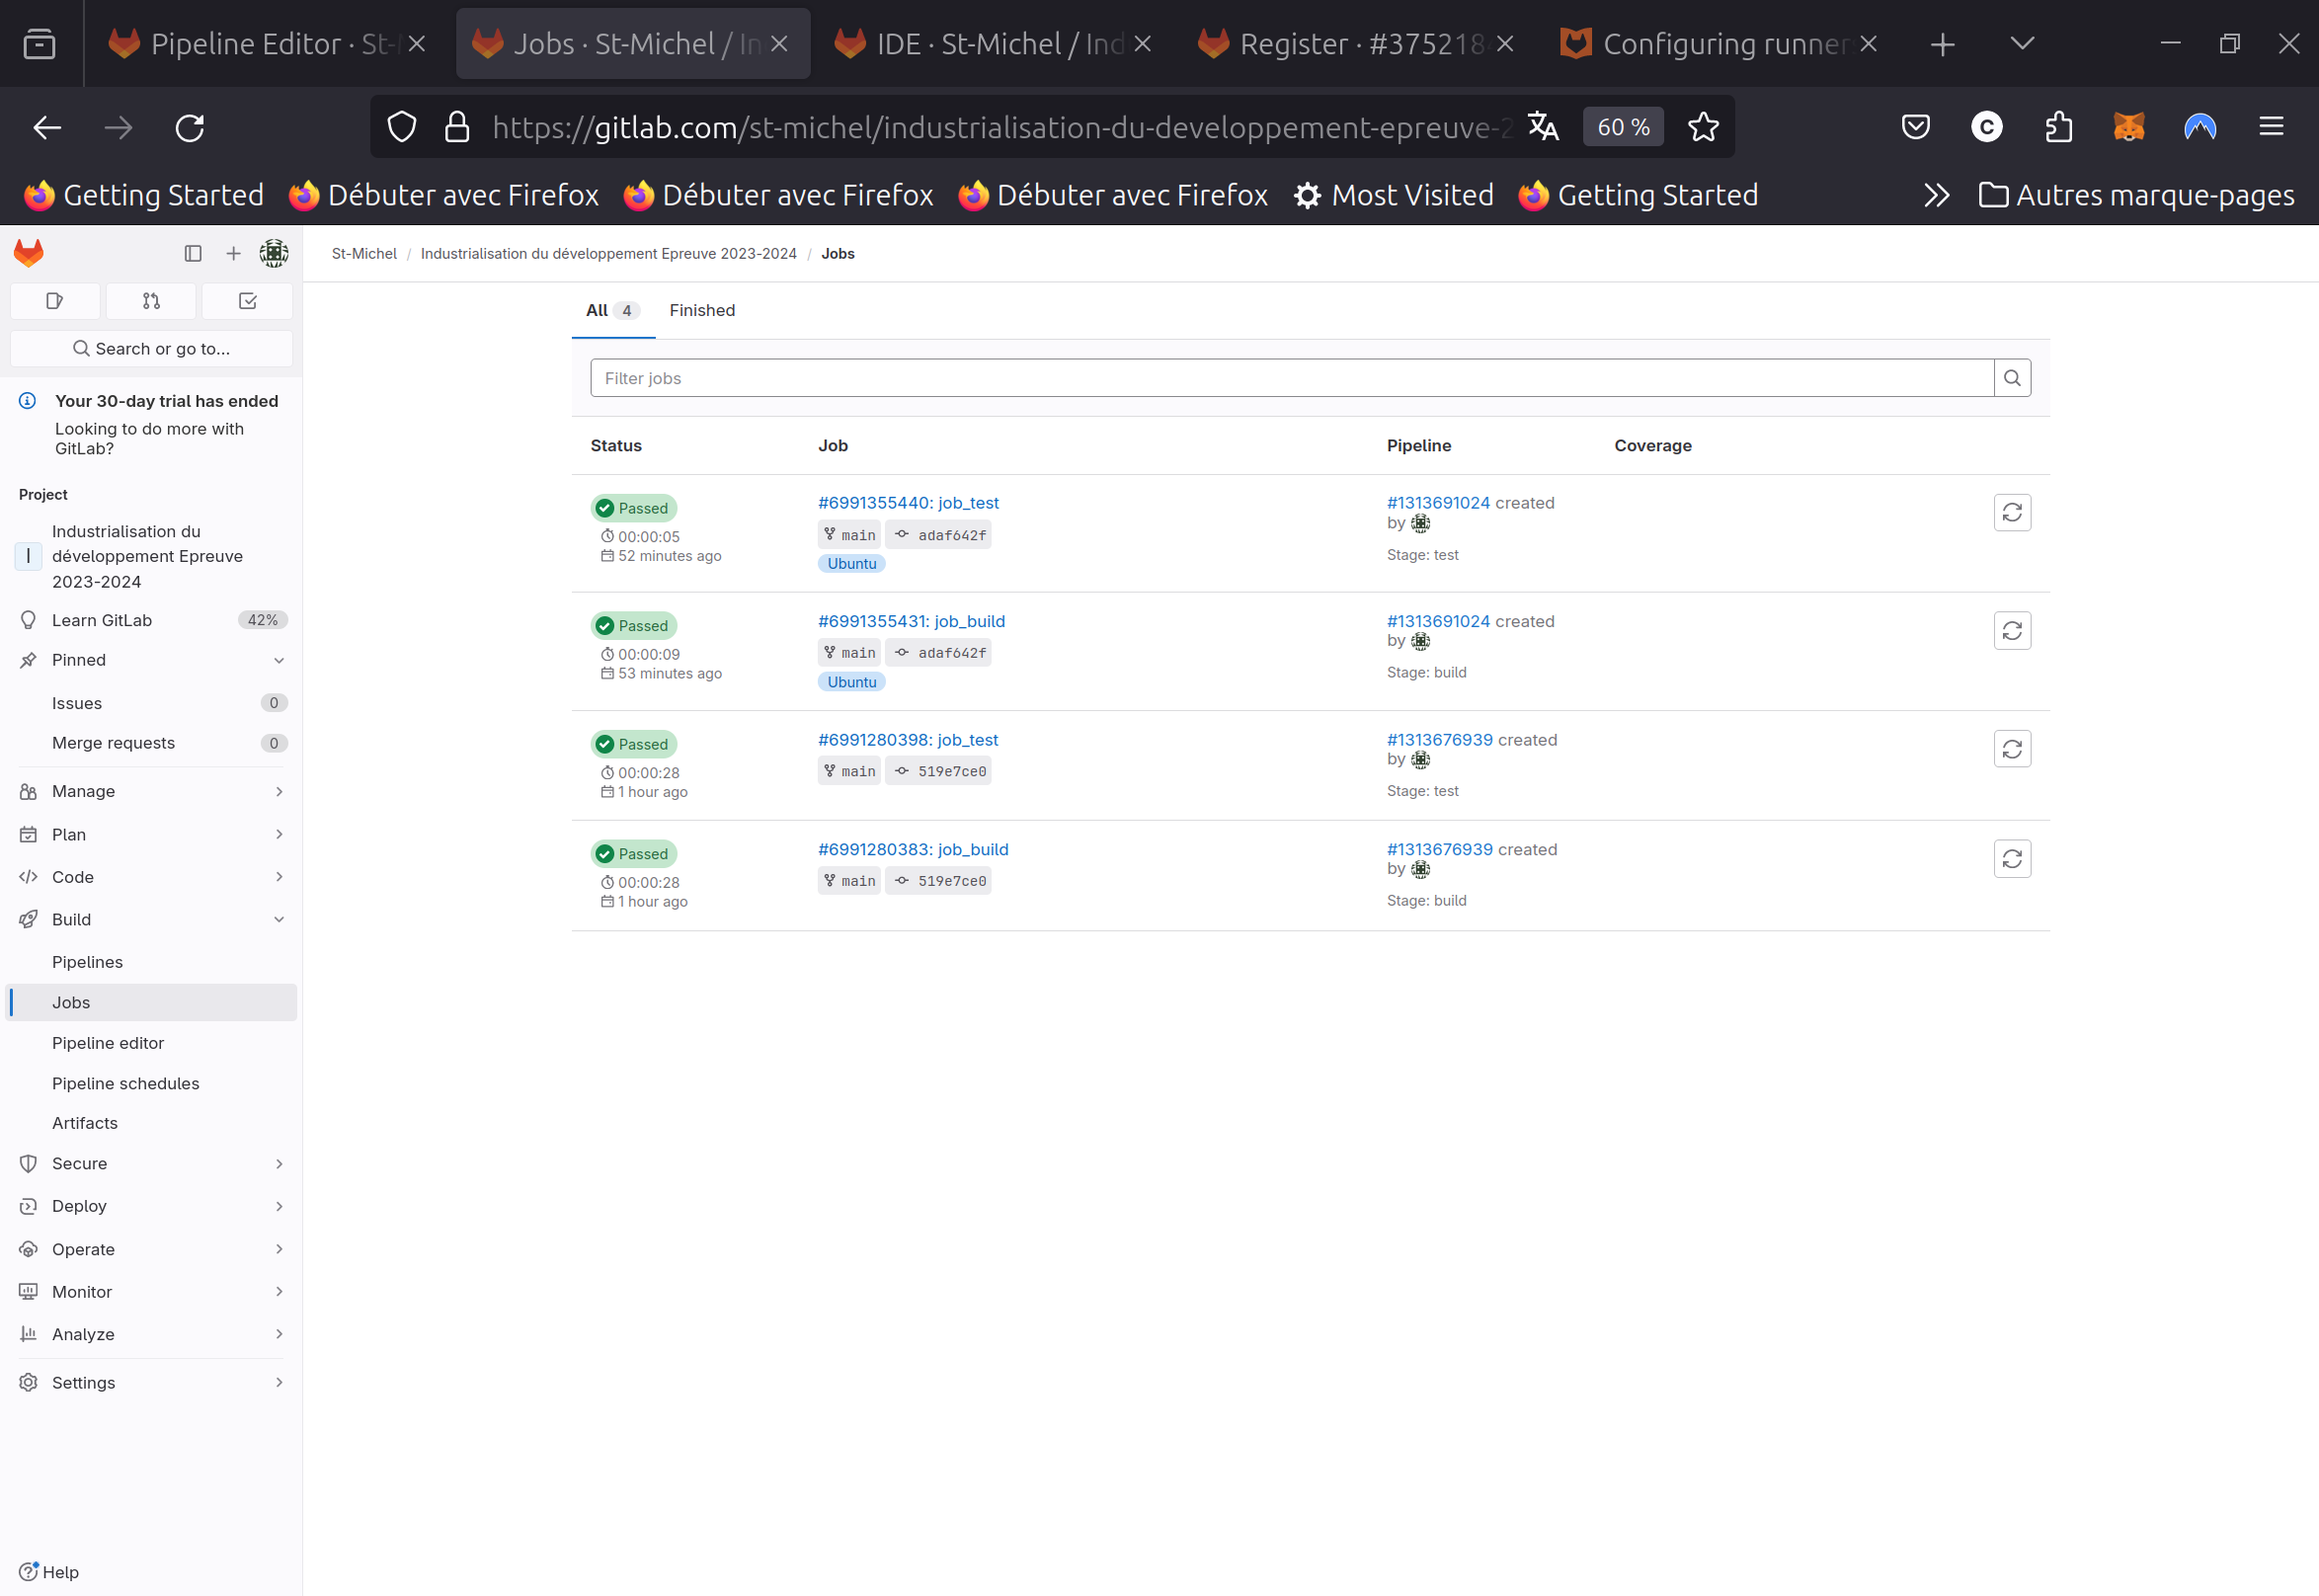 Pipeline Editor · St-M
Jobs · St-Michel / In
IDE · St-Michel / Ind
Register · #375218
Configuring runner
https://gitlab.com/st-michel/industrialisation-du-developpement-epreuve-2
60 %
C
Getting Started
Débuter avec Firefox
Débuter avec Firefox
Débuter avec Firefox
Most Visited
Getting Started
Autres marque-pages
St-Michel / Industrialisation du développement Epreuve 2023-2024 / Jobs
Search or go to...
Your 30-day trial has ended
Looking to do more with
GitLab?
Project
I
Industrialisation du
développement Epreuve
2023-2024
Learn GitLab 42%
Pinned
Issues 0
Merge requests 0
Manage
Plan
Code
Build
Pipelines
Jobs
Pipeline editor
Pipeline schedules
Artifacts
Secure
Deploy
Operate
Monitor
Analyze
Settings
Help
All 4 Finished
Filter jobs
Status Job Pipeline Coverage
Passed
00:00:05
52 minutes ago
#6991355440: job_test
main adaf642f
Ubuntu
#1313691024 created
by
Stage: test
Passed
00:00:09
53 minutes ago
#6991355431: job_build
main adaf642f
Ubuntu
#1313691024 created
by
Stage: build
Passed
00:00:28
1 hour ago
#6991280398: job_test
main 519e7ce0
#1313676939 created
by
Stage: test
Passed
00:00:28
1 hour ago
#6991280383: job_build
main 519e7ce0
#1313676939 created
by
Stage: build